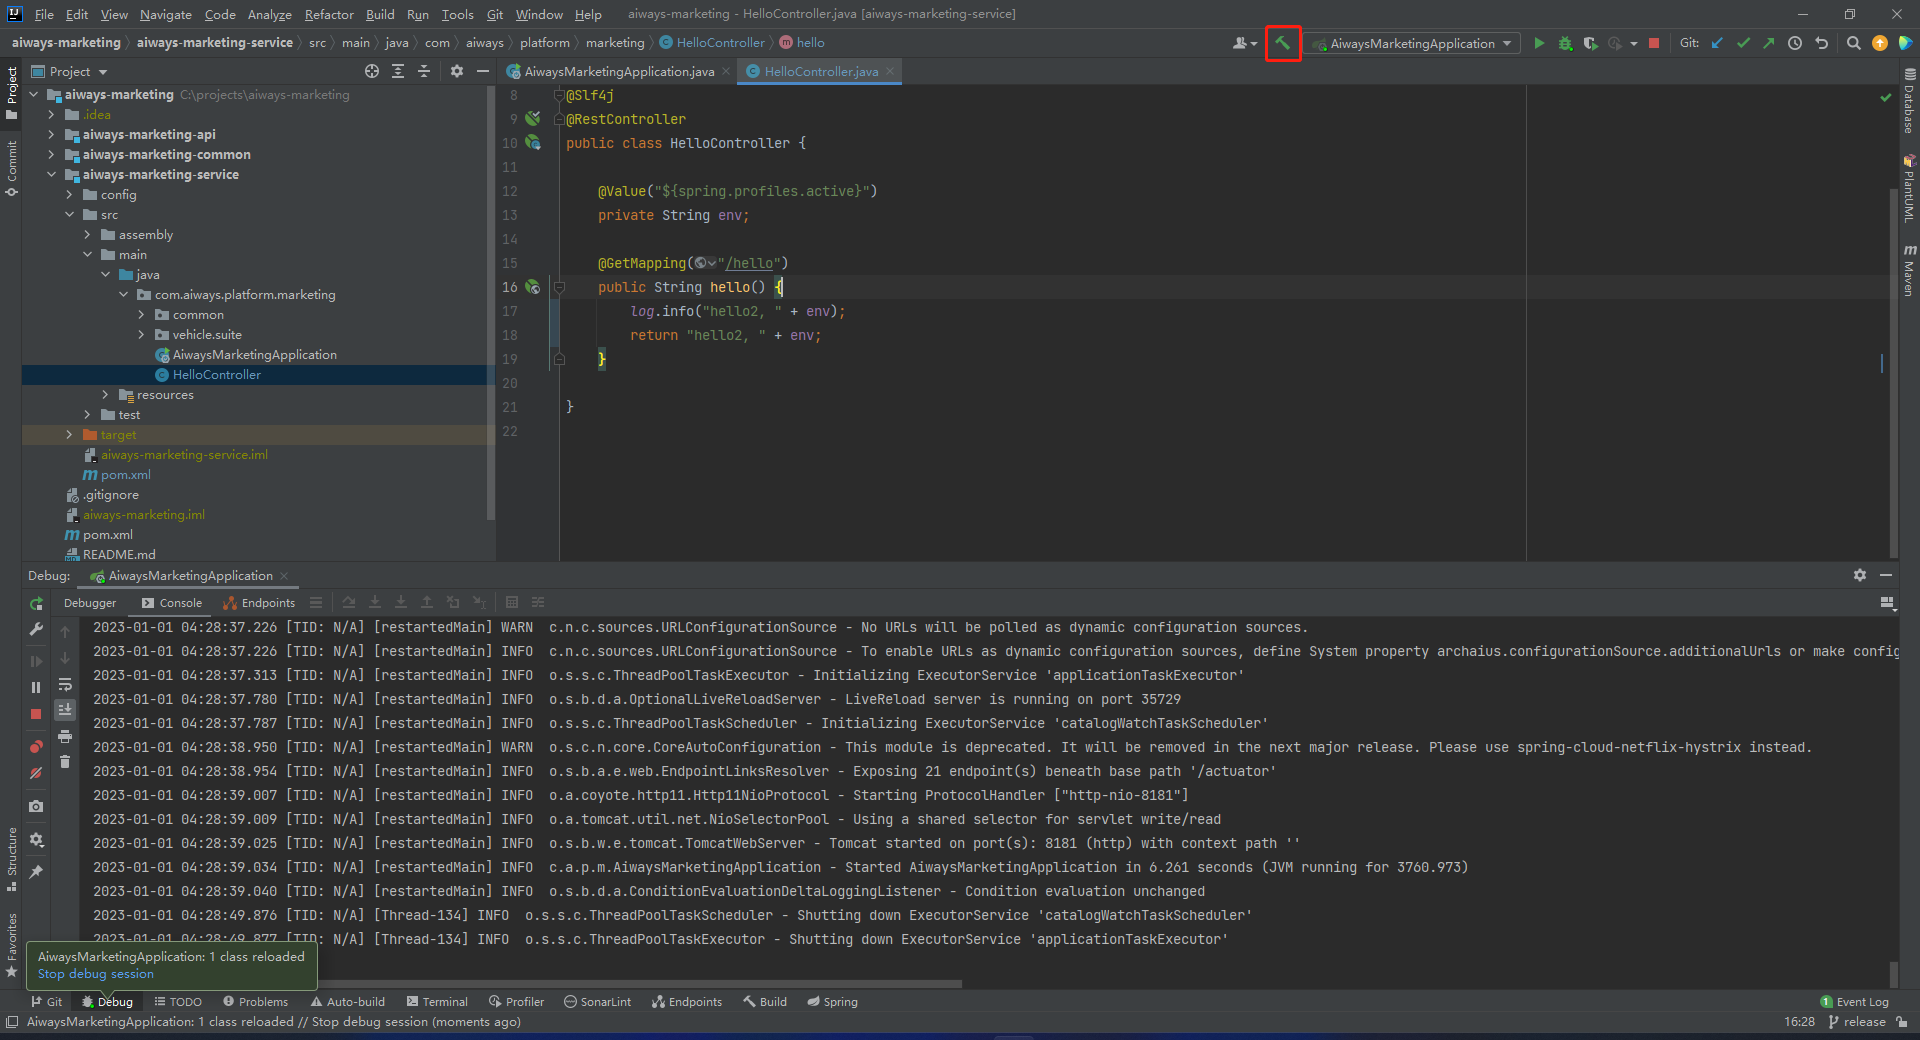 File Edit View Navigate Code Analyze Refactor Build Run Tools Git Window Help aiways-marketing - HelloController.java [aiways-marketing-service]
aiways-marketing aiways-marketing-service src main java com aiways platform marketing HelloController hello
AiwaysMarketingApplication Git:
Project
AiwaysMarketingApplication.java HelloController.java
Project
Commit
Structure
Favorites
Database
PlantUML
Maven
aiways-marketing C:\projects\aiways-marketing
.idea
aiways-marketing-api
aiways-marketing-common
aiways-marketing-service
config
src
assembly
main
java
com.aiways.platform.marketing
common
vehicle.suite
AiwaysMarketingApplication
HelloController
resources
test
target
aiways-marketing-service.iml
pom.xml
.gitignore
aiways-marketing.iml
pom.xml
README.md
8 @Slf4j
9 @RestController
10 public class HelloController {
11
12 @Value("${spring.profiles.active}")
13 private String env;
14
15 @GetMapping("/hello")
16 public String hello() {
17 log.info("hello2, " + env);
18 return "hello2, " + env;
19 }
20
21 }
22
Debug: AiwaysMarketingApplication
Debugger Console Endpoints
2023-01-01 04:28:37.226 [TID: N/A] [restartedMain] WARN c.n.c.sources.URLConfigurationSource - No URLs will be polled as dynamic configuration sources.
2023-01-01 04:28:37.226 [TID: N/A] [restartedMain] INFO c.n.c.sources.URLConfigurationSource - To enable URLs as dynamic configuration sources, define System property archaius.configurationSource.additionalUrls or make config
2023-01-01 04:28:37.313 [TID: N/A] [restartedMain] INFO o.s.s.c.ThreadPoolTaskExecutor - Initializing ExecutorService 'applicationTaskExecutor'
2023-01-01 04:28:37.780 [TID: N/A] [restartedMain] INFO o.s.b.d.a.OptionalLiveReloadServer - LiveReload server is running on port 35729
2023-01-01 04:28:37.787 [TID: N/A] [restartedMain] INFO o.s.s.c.ThreadPoolTaskScheduler - Initializing ExecutorService 'catalogWatchTaskScheduler'
2023-01-01 04:28:38.950 [TID: N/A] [restartedMain] WARN o.s.c.n.core.CoreAutoConfiguration - This module is deprecated. It will be removed in the next major release. Please use spring-cloud-netflix-hystrix instead.
2023-01-01 04:28:38.954 [TID: N/A] [restartedMain] INFO o.s.b.a.e.web.EndpointLinksResolver - Exposing 21 endpoint(s) beneath base path '/actuator'
2023-01-01 04:28:39.007 [TID: N/A] [restartedMain] INFO o.a.coyote.http11.Http11NioProtocol - Starting ProtocolHandler ["http-nio-8181"]
2023-01-01 04:28:39.009 [TID: N/A] [restartedMain] INFO o.a.tomcat.util.net.NioSelectorPool - Using a shared selector for servlet write/read
2023-01-01 04:28:39.025 [TID: N/A] [restartedMain] INFO o.s.b.w.e.tomcat.TomcatWebServer - Tomcat started on port(s): 8181 (http) with context path ''
2023-01-01 04:28:39.034 [TID: N/A] [restartedMain] INFO c.a.p.m.AiwaysMarketingApplication - Started AiwaysMarketingApplication in 6.261 seconds (JVM running for 3760.973)
2023-01-01 04:28:39.040 [TID: N/A] [restartedMain] INFO o.s.b.d.a.ConditionEvaluationDeltaLoggingListener - Condition evaluation unchanged
2023-01-01 04:28:49.876 [TID: N/A] [Thread-134] INFO o.s.s.c.ThreadPoolTaskScheduler - Shutting down ExecutorService 'catalogWatchTaskScheduler'
2023-01-01 04:28:49.877 [TID: N/A] [Thread-134] INFO o.s.s.c.ThreadPoolTaskExecutor - Shutting down ExecutorService 'applicationTaskExecutor'
AiwaysMarketingApplication: 1 class reloaded
Stop debug session
Git Debug TODO Problems Auto-build Terminal Profiler SonarLint Endpoints Build Spring 1 Event Log
AiwaysMarketingApplication: 1 class reloaded // Stop debug session (moments ago) 16:28 release